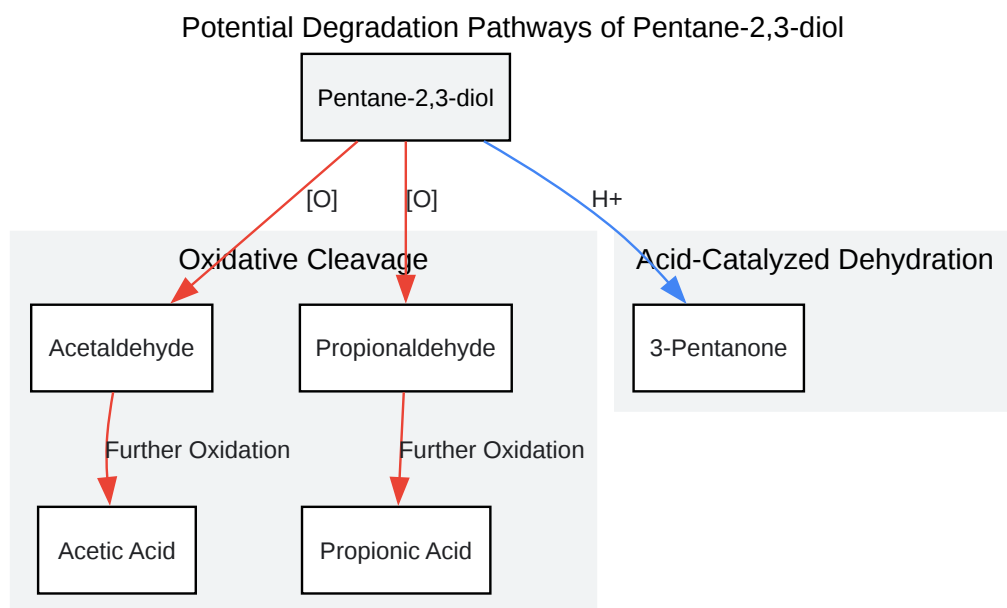 Potential Degradation Pathways of Pentane-2,3-diol
Pentane-2,3-diol
[O]
[O]
H+
Oxidative Cleavage
Acid-Catalyzed Dehydration
Acetaldehyde
Propionaldehyde
3-Pentanone
Further Oxidation
Further Oxidation
Acetic Acid
Propionic Acid